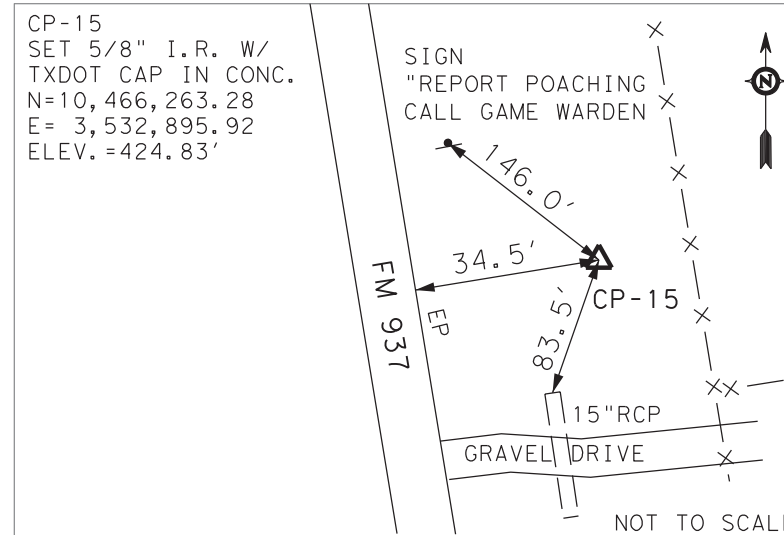 CP-15
SET 5/8" I.R. W/
TXDOT CAP IN CONC.
N=10,466,263.28
E= 3,532,895.92
ELEV.=424.83'
SIGN
"REPORT POACHING
CALL GAME WARDEN
N
146.0'
34.5'
CP-15
FM 937
EP
83.5'
15"RCP
GRAVEL DRIVE
NOT TO SCAL